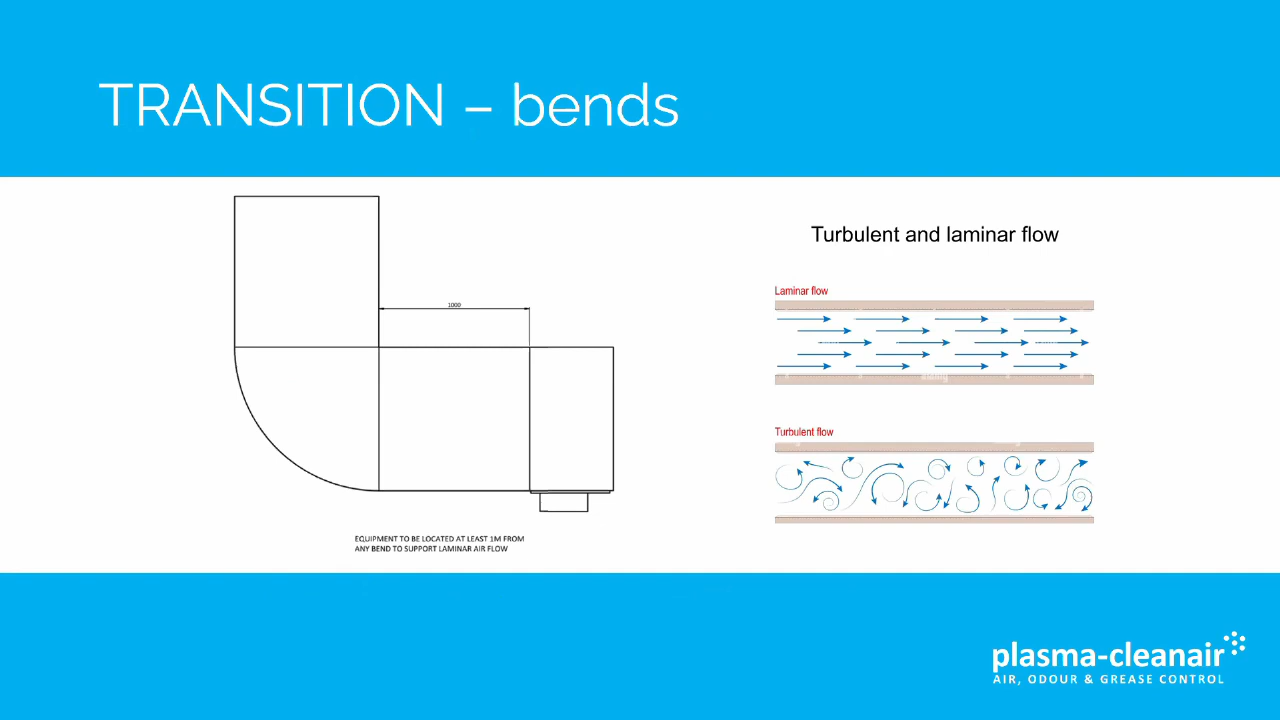 TRANSITION – bends
1000
EQUIPMENT TO BE LOCATED AT LEAST 1M FROM
ANY BEND TO SUPPORT LAMINAR AIR FLOW
Turbulent and laminar flow
Laminar flow
Turbulent flow
plasma-cleanair
AIR, ODOUR & GREASE CONTROL